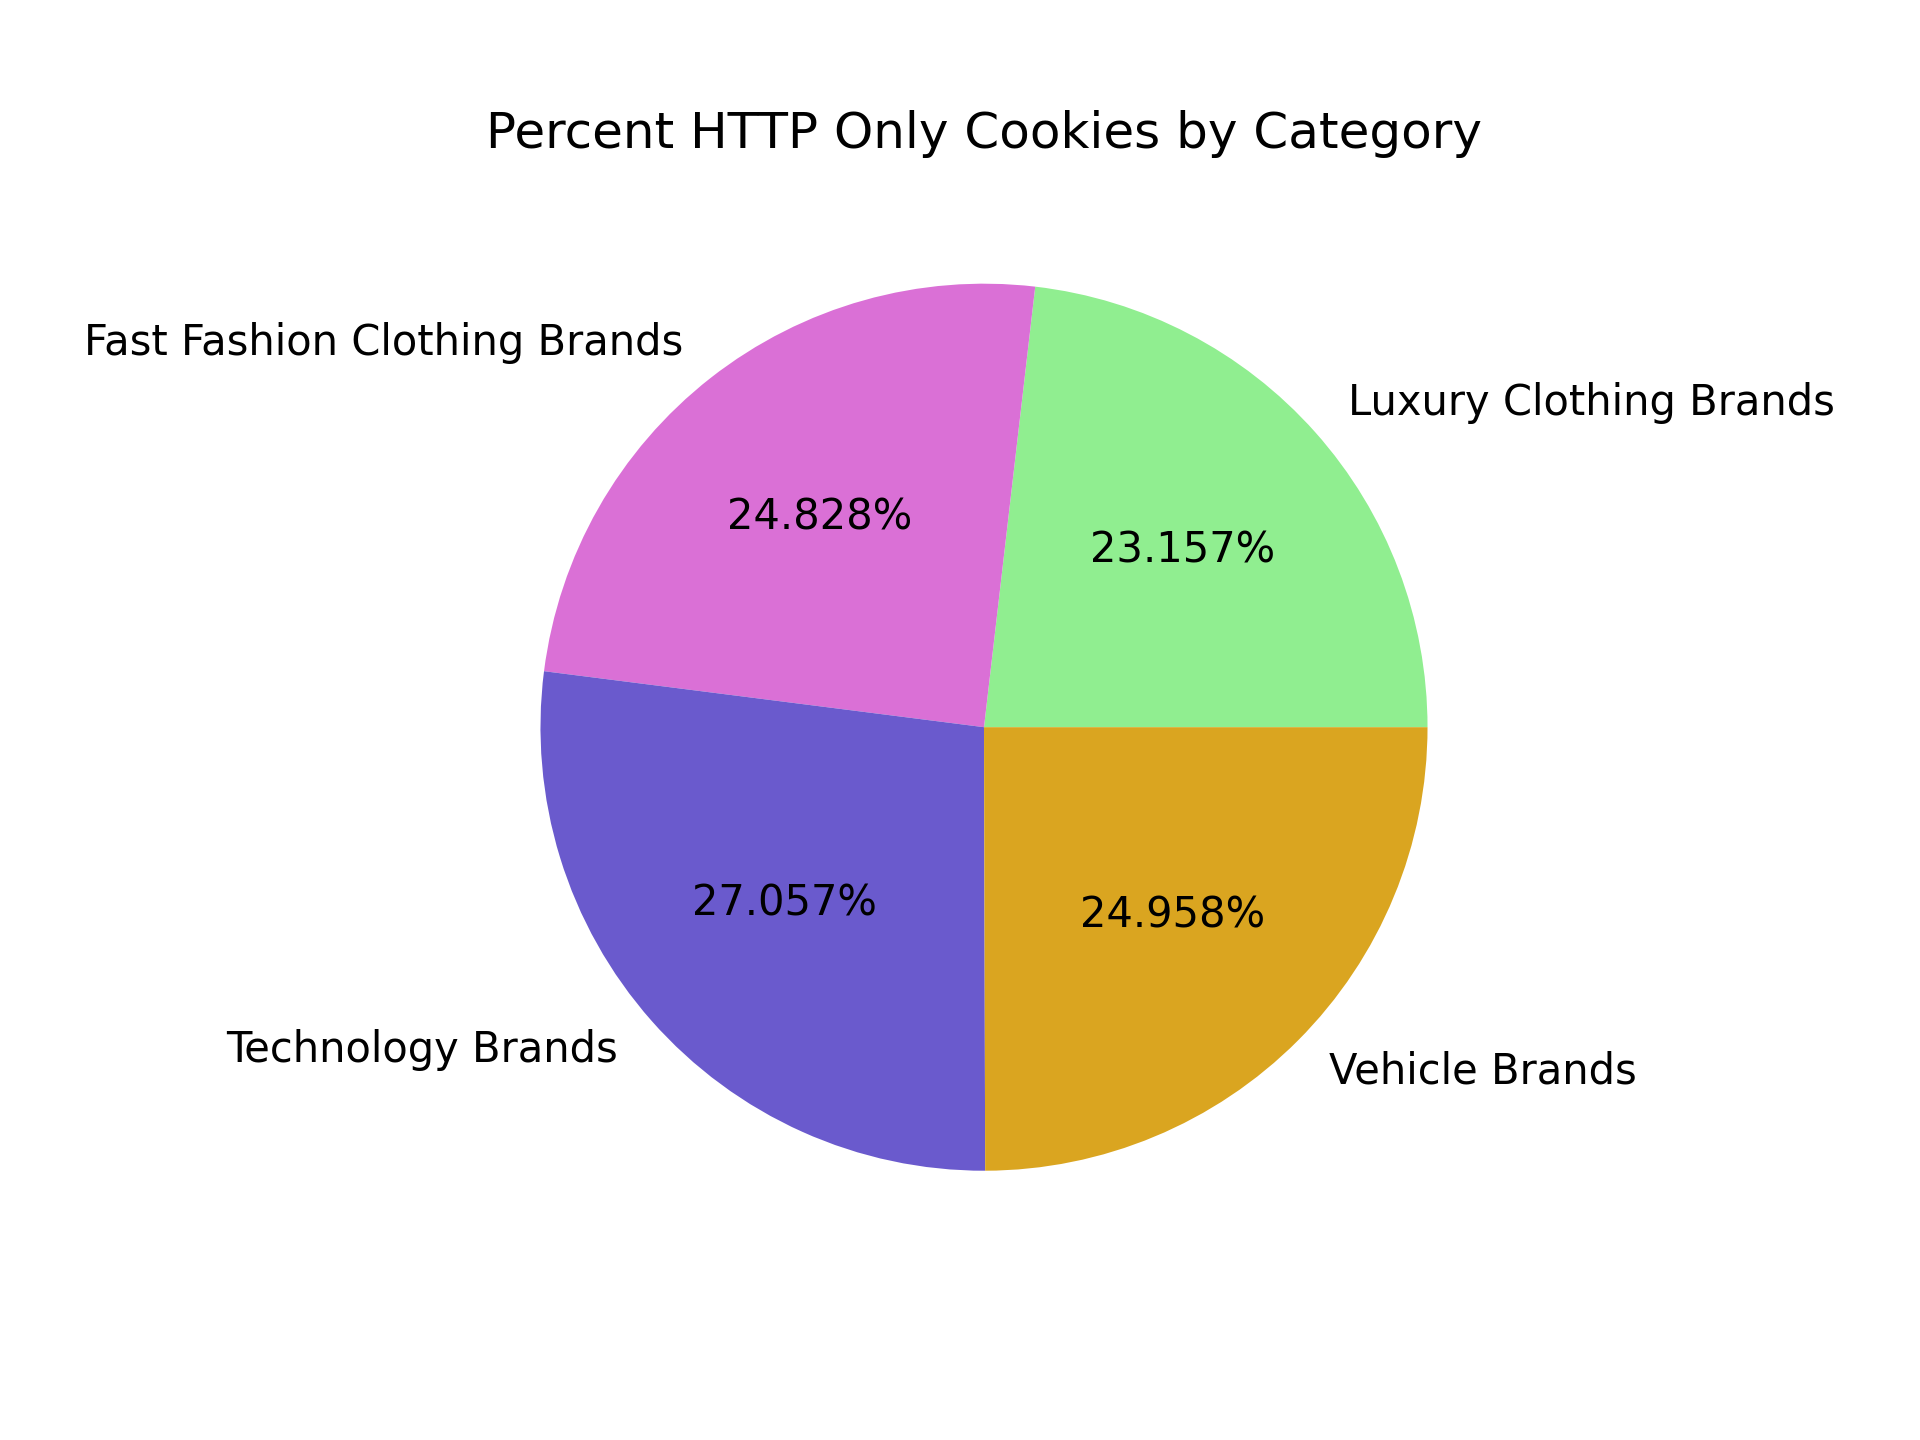 Percent HTTP Only Cookies by Category
Fast Fashion Clothing Brands
Luxury Clothing Brands
24.828%
23.157%
27.057%
24.958%
Technology Brands
Vehicle Brands